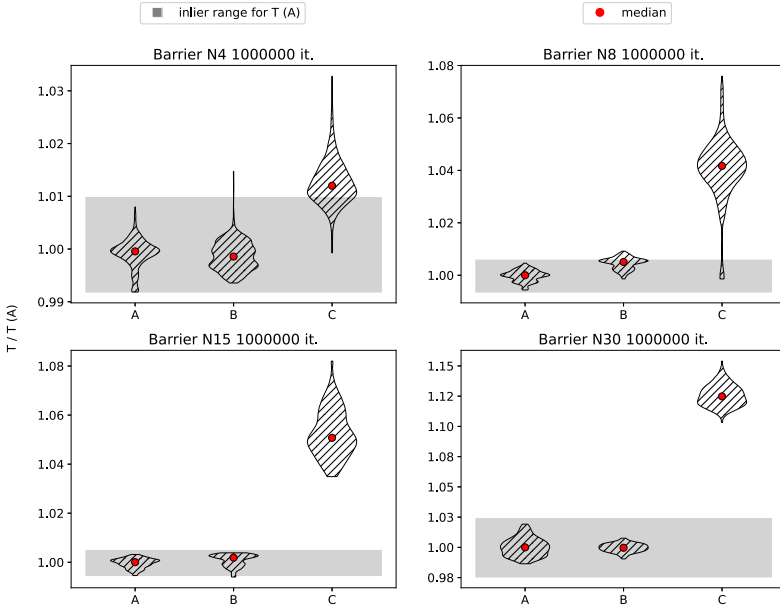 inlier range for T (A)
median
Barrier N4 1000000 it.
1.03
1.02
1.01
1.00
0.99
A B C
Barrier N8 1000000 it.
1.08
1.06
1.04
1.02
1.00
A B C
T / T (A)
Barrier N15 1000000 it.
1.08
1.06
1.04
1.02
1.00
A B C
Barrier N30 1000000 it.
1.15
1.12
1.10
1.08
1.05
1.03
1.00
0.98
A B C